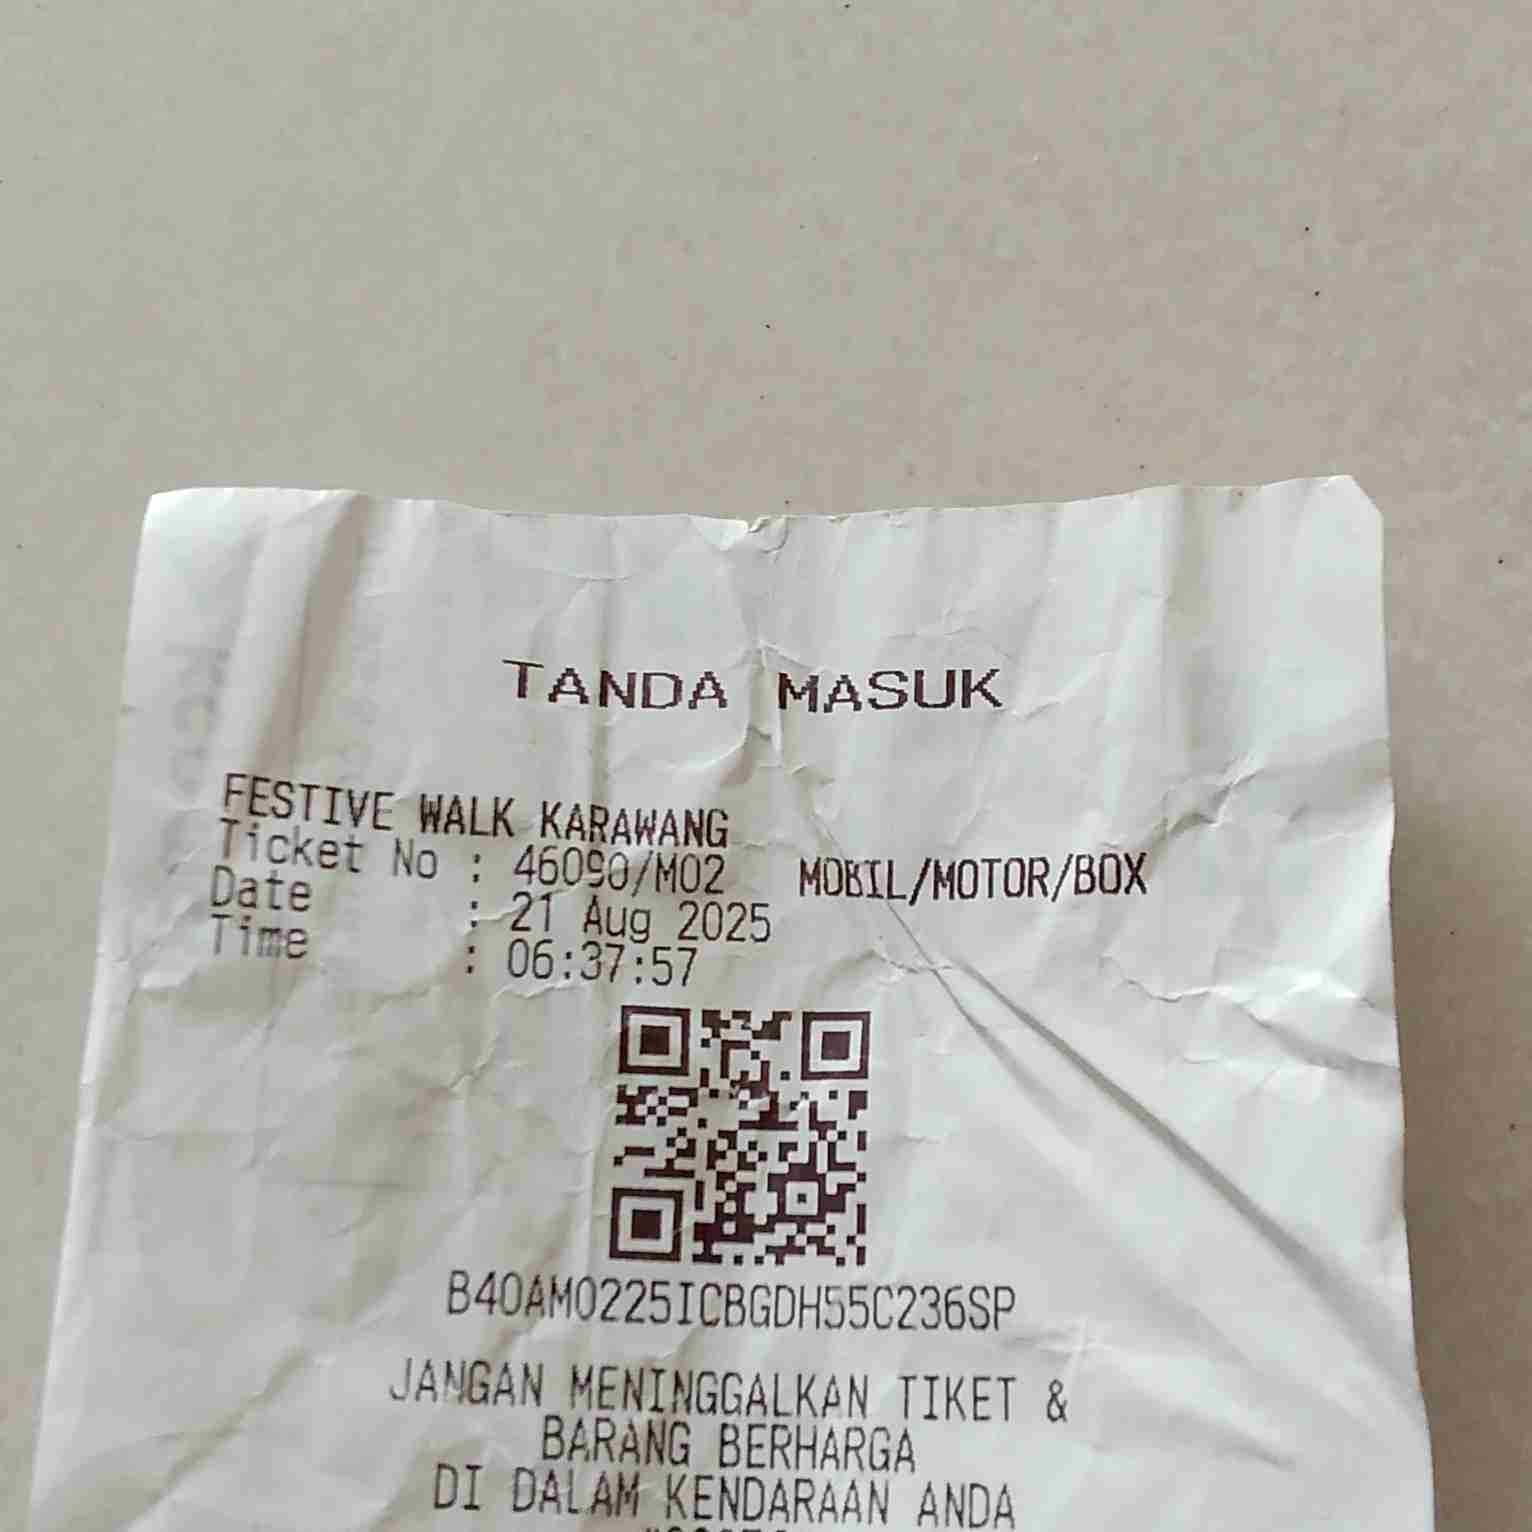 TANDA MASUK
FESTIVE WALK KARAWANG
Ticket No : 46090/M02 MOBIL/MOTOR/BOX
Date : 21 Aug 2025
Time : 06:37:57
B40AM0225ICBGDH55C236SP
JANGAN MENINGGALKAN TIKET &
BARANG BERHARGA
DI DALAM KENDARAAN ANDA